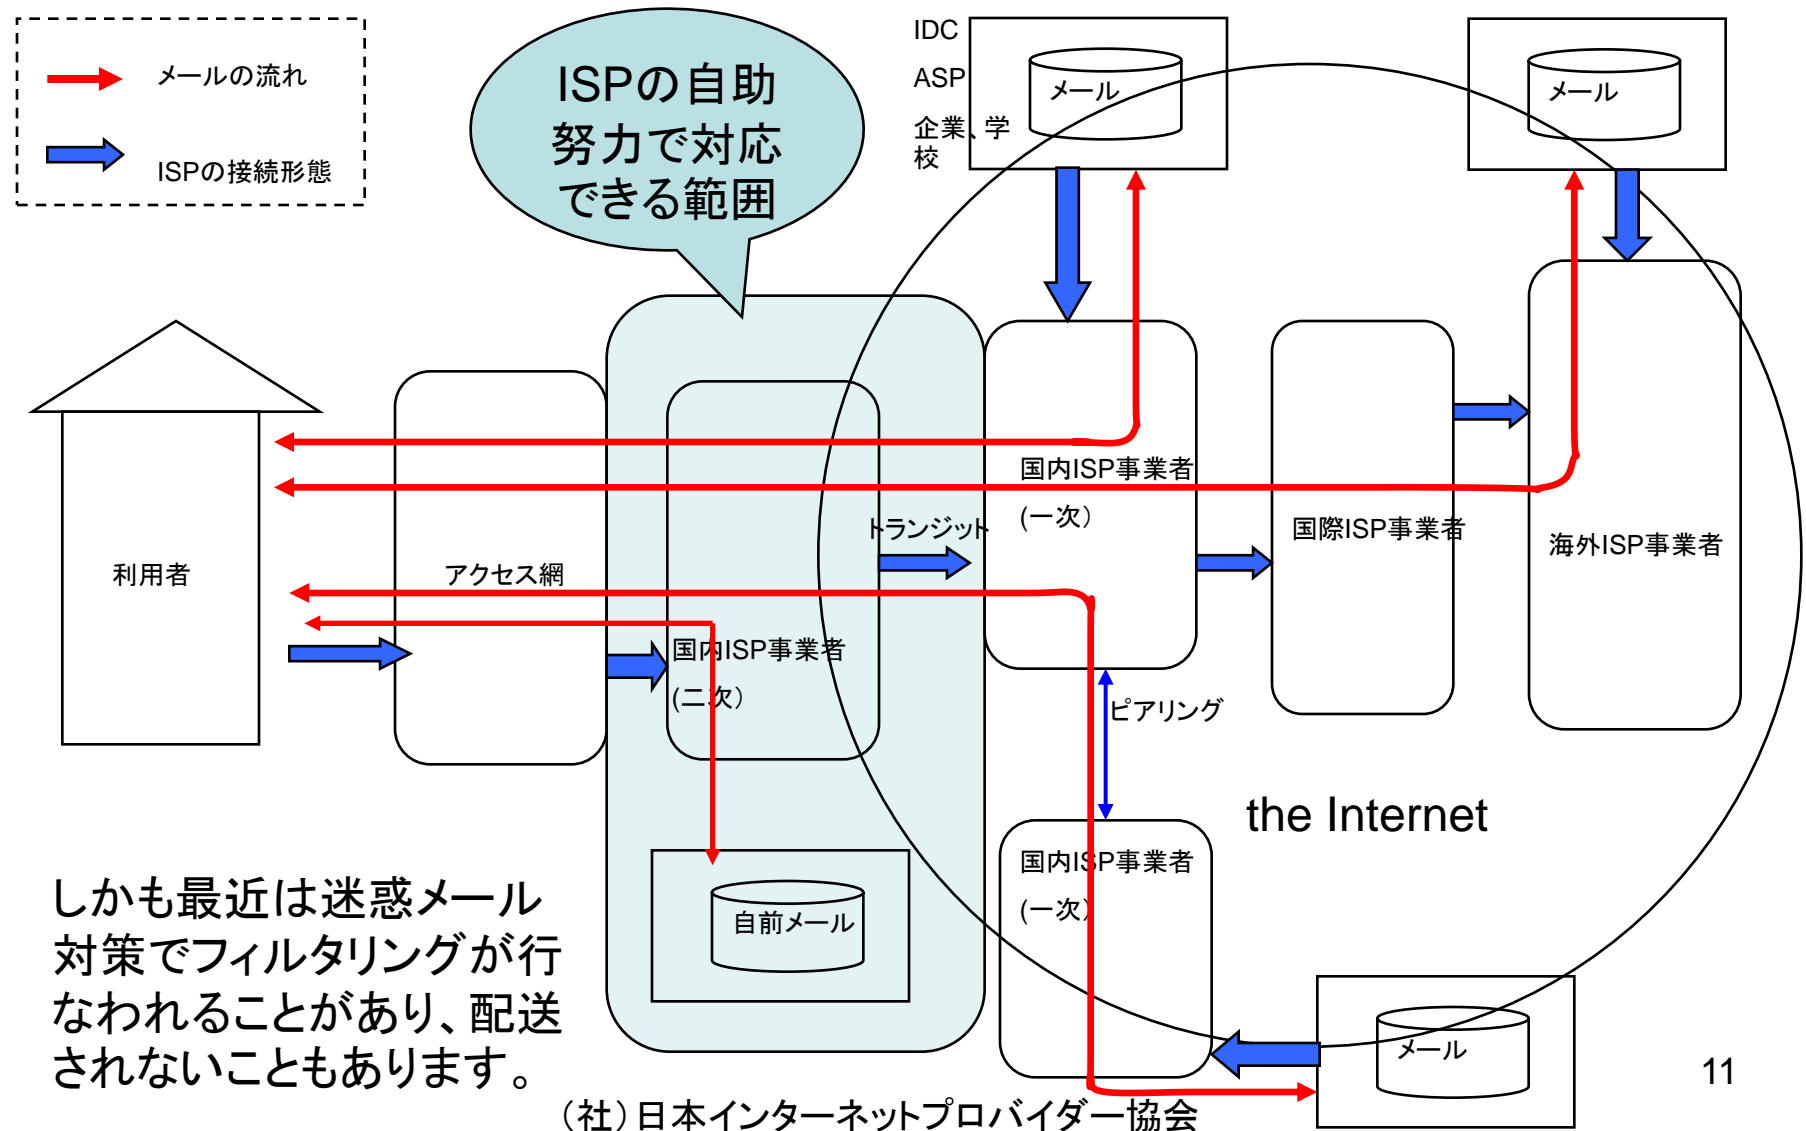 メールの流れ
ISPの接続形態
ISPの自助
努力で対応
できる範囲
IDC
ASP
企業、学
校
メール
メール
利用者
アクセス網
国内ISP事業者
(二次）
トランジット
国内ISP事業者
(一次）
国際ISP事業者
海外ISP事業者
ピアリング
the Internet
国内ISP事業者
(一次）
自前メール
メール
しかも最近は迷惑メール
対策でフィルタリングが行
なわれることがあり、配送
されないこともあります。
（社）日本インターネットプロバイダー協会
11